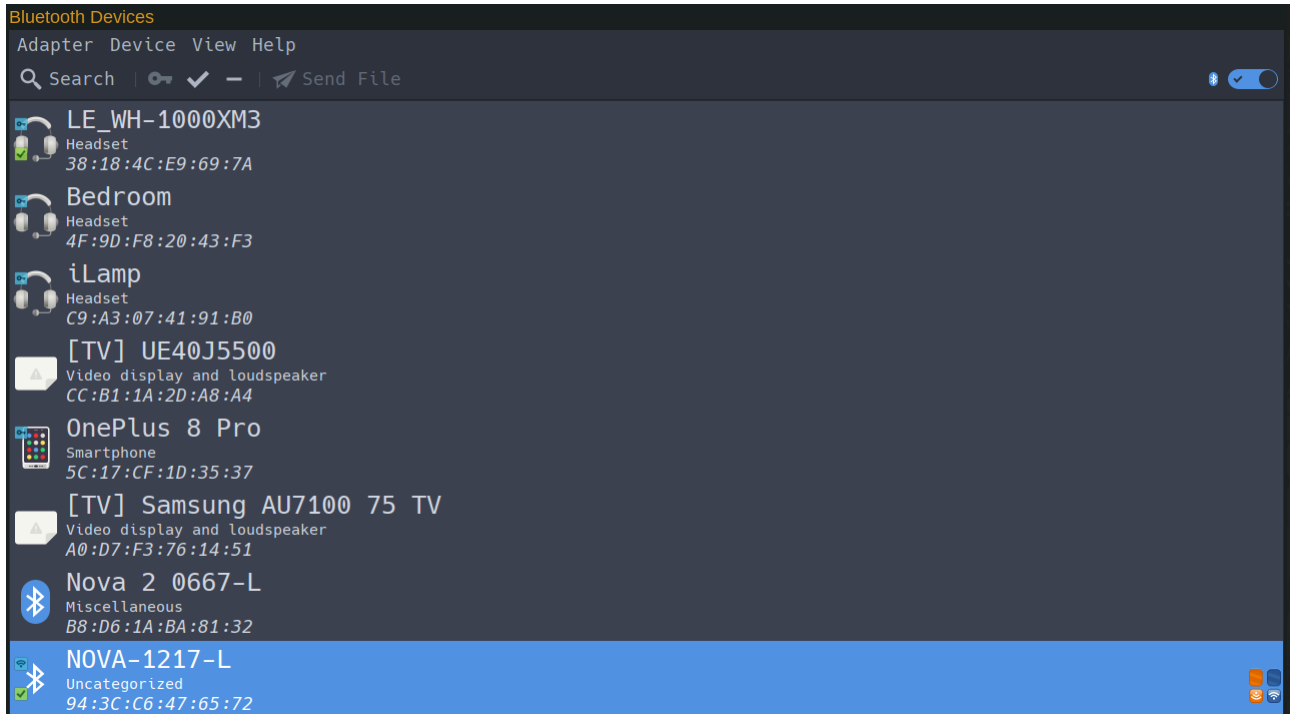 Bluetooth Devices
Adapter Device View Help
Search Send File
LE_WH-1000XM3
Headset
38:18:4C:E9:69:7A
Bedroom
Headset
4F:9D:F8:20:43:F3
iLamp
Headset
C9:A3:07:41:91:B0
[TV] UE40J5500
Video display and loudspeaker
CC:B1:1A:2D:A8:A4
OnePlus 8 Pro
Smartphone
5C:17:CF:1D:35:37
[TV] Samsung AU7100 75 TV
Video display and loudspeaker
A0:D7:F3:76:14:51
Nova 2 0667-L
Miscellaneous
B8:D6:1A:BA:81:32
NOVA-1217-L
Uncategorized
94:3C:C6:47:65:72